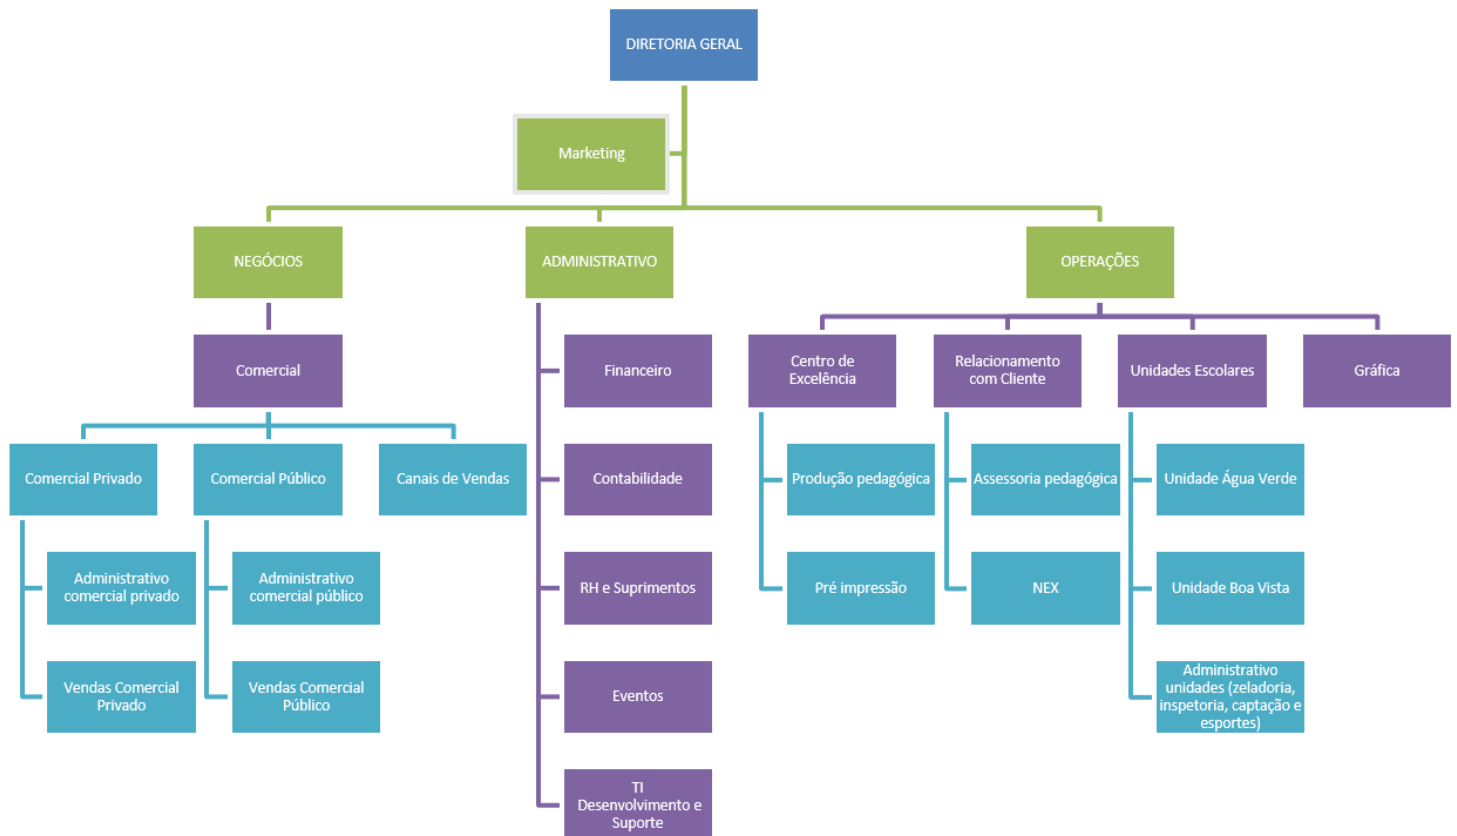 DIRETORIA GERAL
Marketing
NEGÓCIOS
ADMINISTRATIVO
OPERAÇÕES
Comercial
Financeiro
Centro de
Excelência
Relacionamento
com Cliente
Unidades Escolares
Gráfica
Comercial Privado
Comercial Público
Canais de Vendas
Contabilidade
Produção pedagógica
Assessoria pedagógica
Unidade Água Verde
Administrativo
comercial privado
Administrativo
comercial público
RH e Suprimentos
Pré impressão
NEX
Unidade Boa Vista
Vendas Comercial
Privado
Vendas Comercial
Público
Eventos
Administrativo
unidades (zeladoria,
inspetoria, captação e
esportes)
TI
Desenvolvimento e
Suporte